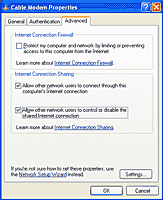 Cable Modem Properties
General Authentication Advanced
Internet Connection Firewall
Protect my computer and network by limiting or preventing
access to this computer from the Internet
Learn more about Internet Connection Firewall.
Internet Connection Sharing
Allow other network users to connect through this
computer's Internet connection
Allow other network users to control or disable the
shared Internet connection
Learn more about Internet Connection Sharing.
If you're not sure how to set these properties, use
the Network Setup Wizard instead.
Settings...
OK Cancel